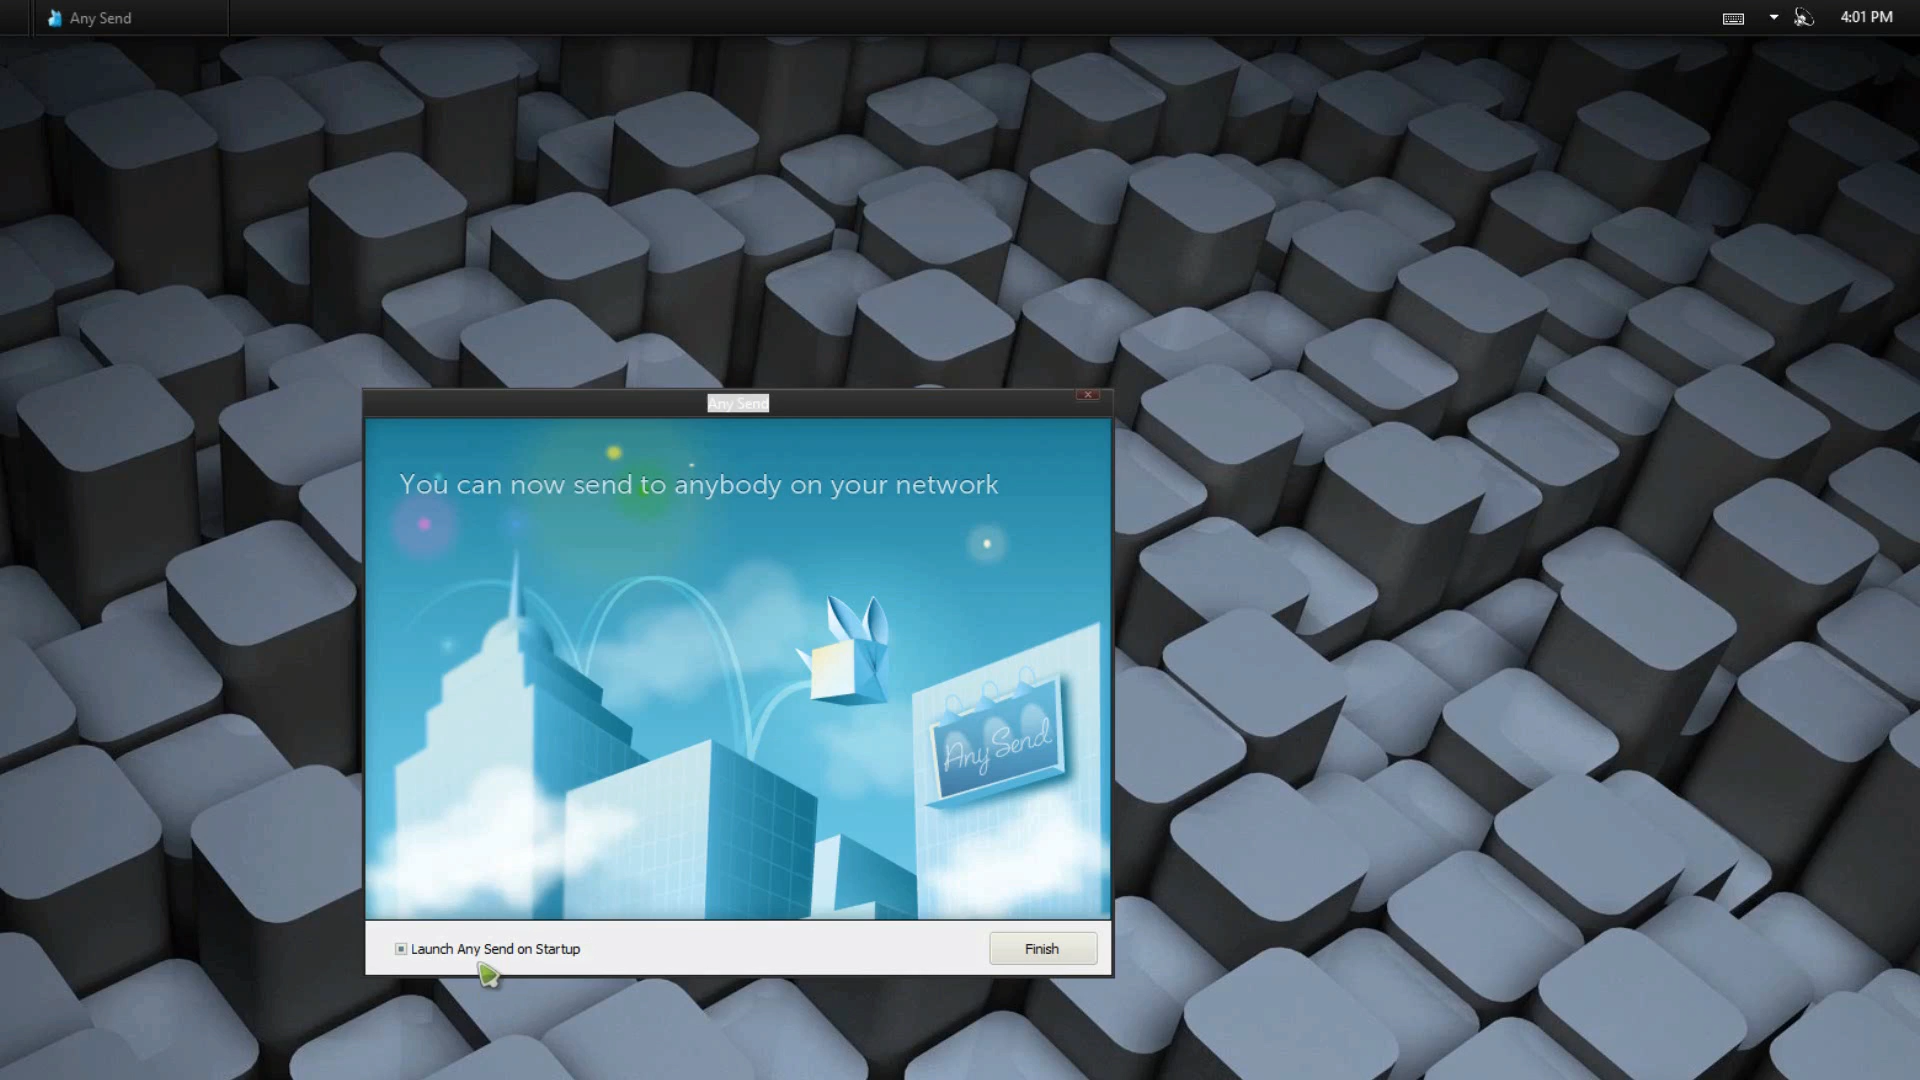 Any Send
4:01 PM
Any Send
You can now send to anybody on your network
Any Send
Launch Any Send on Startup
Finish